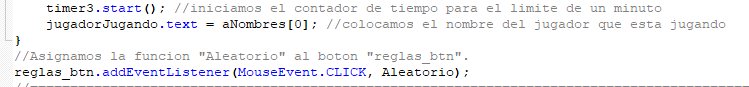 timer3.start(); //iniciamos el contador de tiempo para el limite de un minuto
jugadorJugando.text = aNombres[0]; //colocamos el nombre del jugador que esta jugando
}
//Asignamos la funcion "Aleatorio" al boton "reglas_btn".
reglas_btn.addEventListener(MouseEvent.CLICK, Aleatorio);